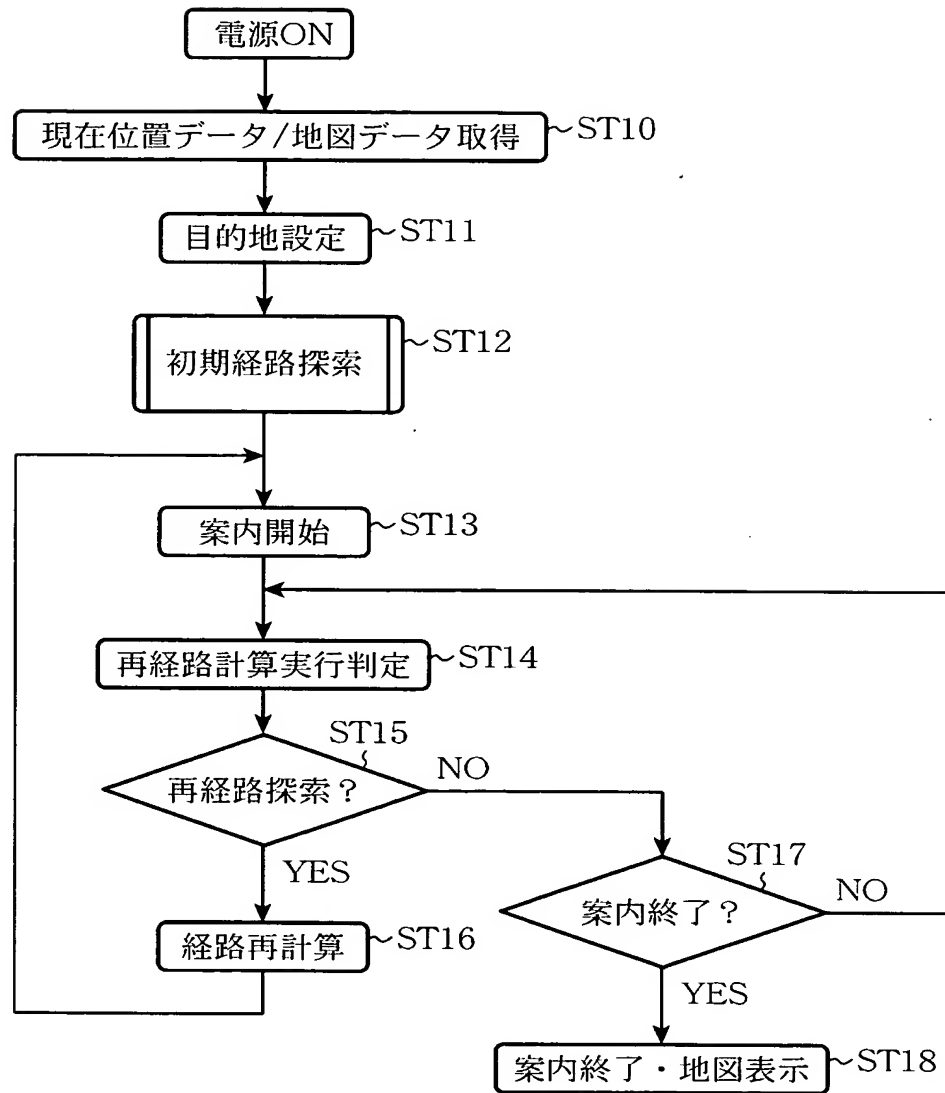 電源ON
現在位置データ/地図データ取得
ST10
目的地設定
ST11
初期経路探索
ST12
案内開始
ST13
再経路計算実行判定
ST14
ST15
再経路探索?
NO
YES
ST17
案内終了?
NO
経路再計算
ST16
YES
案内終了・地図表示
ST18